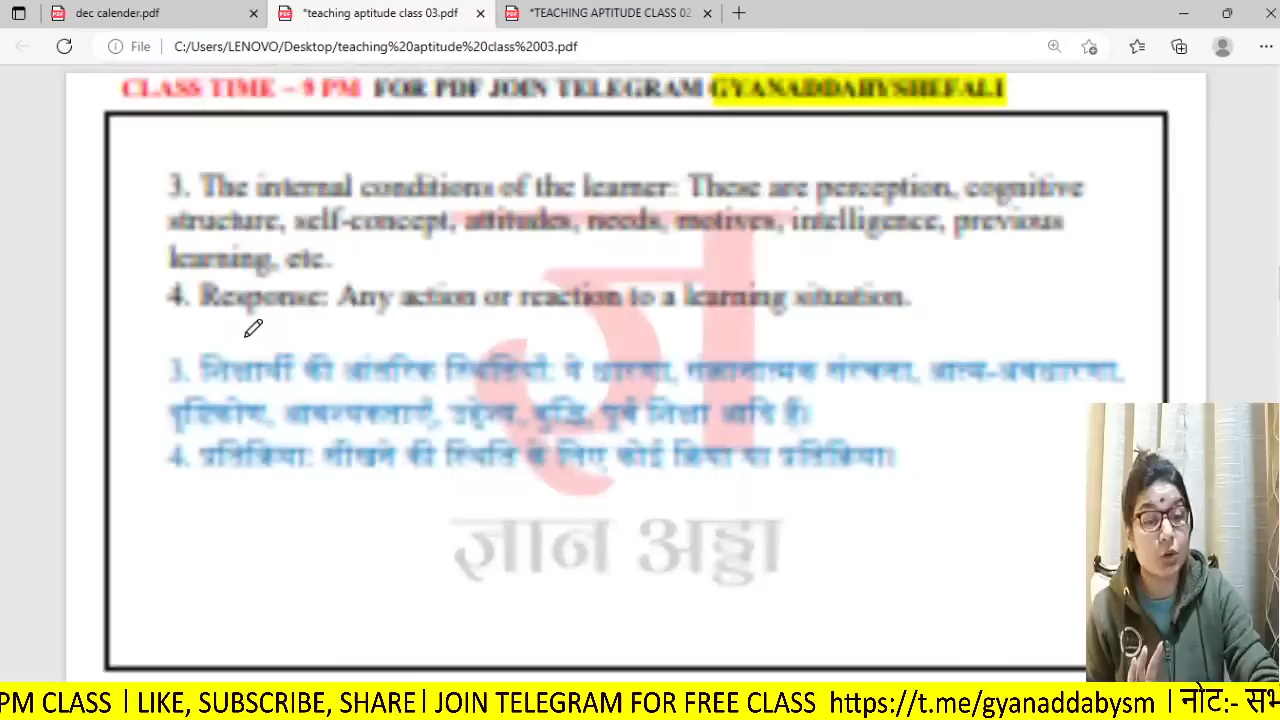 dec calender.pdf
*teaching aptitude class 03.pdf
*TEACHING APTITUDE CLASS 02
File
C:/Users/LENOVO/Desktop/teaching%20aptitude%20class%2003.pdf
CLASS TIME – 9 PM FOR PDF JOIN TELEGRAM GYANADDABYSHEFALI
3. The internal conditions of the learner: These are perception, cognitive
structure, self-concept, attitudes, needs, motives, intelligence, previous
learning, etc.
4. Response: Any action or reaction to a learning situation.
3. शिक्षार्थी की आंतरिक स्थितियाँ: ये धारणा, संज्ञानात्मक संरचना, आत्म-अवधारणा,
दृष्टिकोण, आवश्यकताएँ, उद्देश्य, बुद्धि, पूर्व शिक्षा आदि हैं।
4. प्रतिक्रिया: सीखने की स्थिति के लिए कोई क्रिया या प्रतिक्रिया।
ज्ञान अड्डा
PM CLASS | LIKE, SUBSCRIBE, SHARE| JOIN TELEGRAM FOR FREE CLASS https://t.me/gyanaddabysm | नोट:- सभ